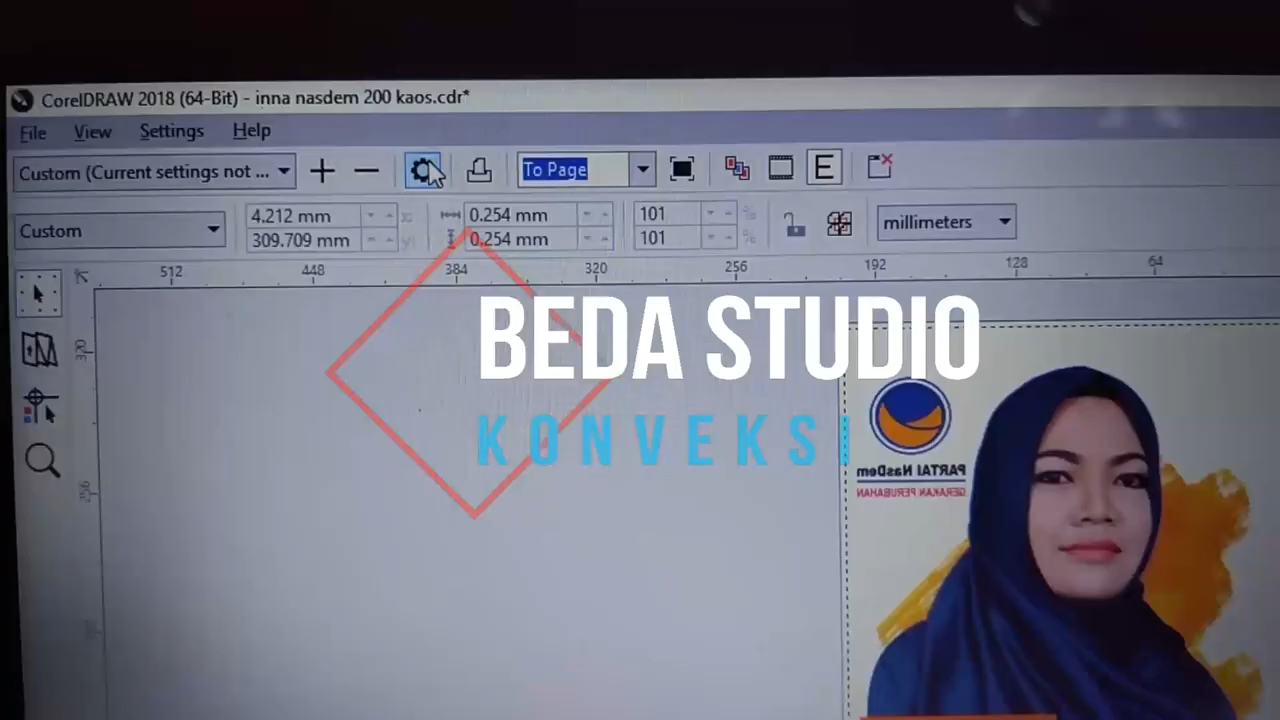 CorelDRAW 2018 (64-Bit) - inna nasdem 200 kaos.cdr*
File View Settings Help
Custom (Current settings not ...
To Page
E
Custom
4.212 mm
309.709 mm
0.254 mm
0.254 mm
101
101
millimeters
512 448 384 320 256 192 128 64
320
256
BEDA STUDIO
KONVEKSI
PARTAI NasDem
GERAKAN PERUBAHAN